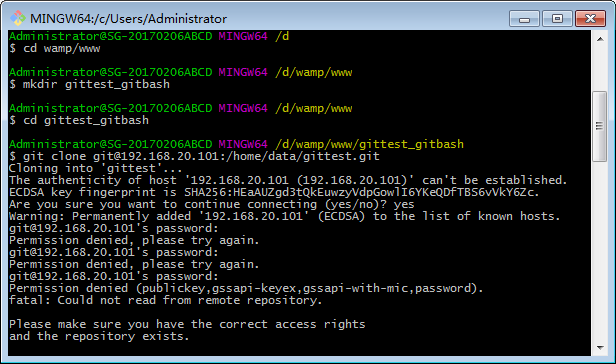 MINGW64:/c/Users/Administrator
Administrator@SG-20170206ABCD MINGW64 /d
$ cd wamp/www
Administrator@SG-20170206ABCD MINGW64 /d/wamp/www
$ mkdir gittest_gitbash
Administrator@SG-20170206ABCD MINGW64 /d/wamp/www
$ cd gittest_gitbash
Administrator@SG-20170206ABCD MINGW64 /d/wamp/www/gittest_gitbash
$ git clone git@192.168.20.101:/home/data/gittest.git
Cloning into 'gittest'...
The authenticity of host '192.168.20.101 (192.168.20.101)' can't be established.
ECDSA key fingerprint is SHA256:HEaAUZgd3tQkEuwzyVdpGowlI6YKeQDfTBS6vVkY6Zc.
Are you sure you want to continue connecting (yes/no)? yes
Warning: Permanently added '192.168.20.101' (ECDSA) to the list of known hosts.
git@192.168.20.101's password:
Permission denied, please try again.
git@192.168.20.101's password:
Permission denied, please try again.
git@192.168.20.101's password:
Permission denied (publickey,gssapi-keyex,gssapi-with-mic,password).
fatal: Could not read from remote repository.
Please make sure you have the correct access rights
and the repository exists.